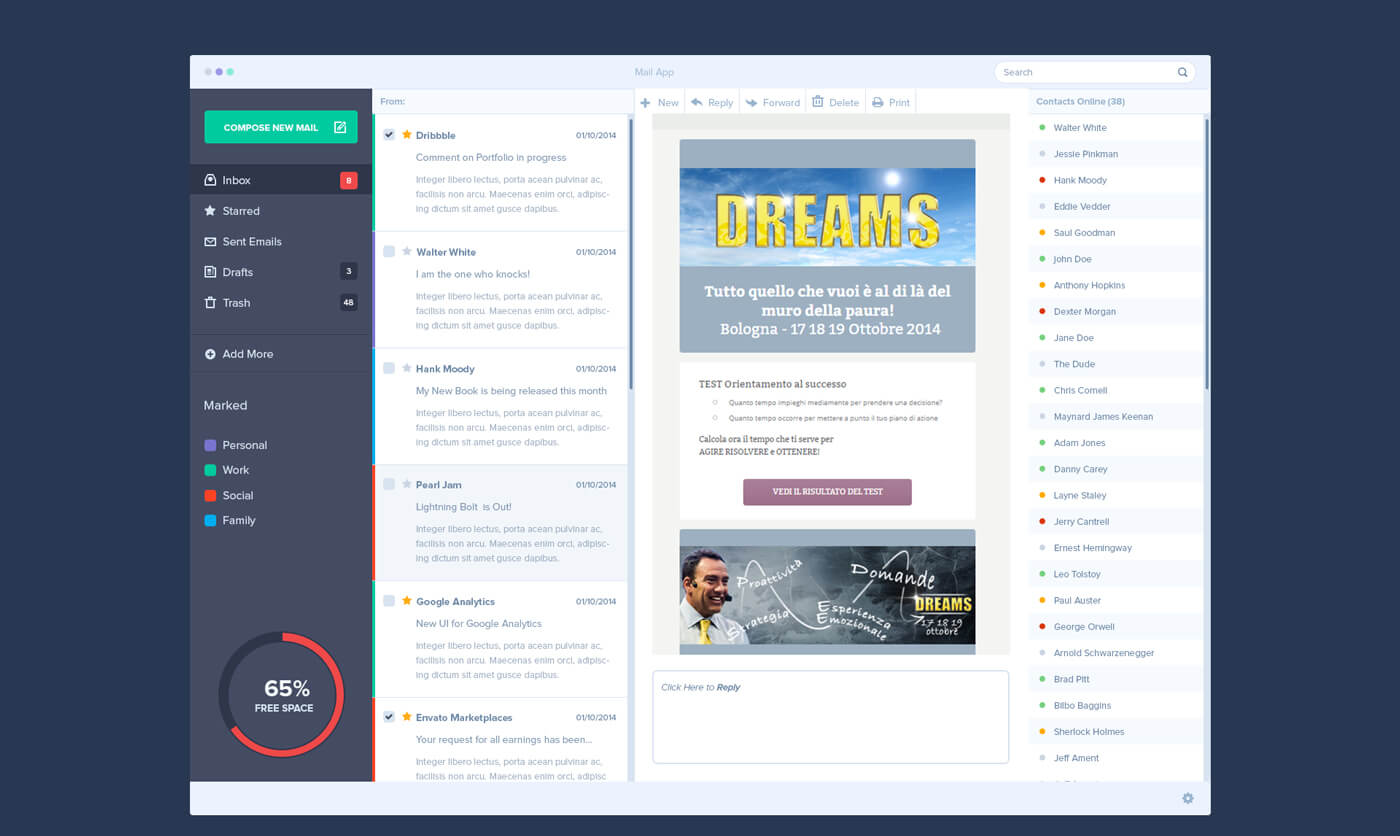 Mail App
Search
COMPOSE NEW MAIL
Inbox
8
Starred
Sent Emails
Drafts
3
Trash
48
Add More
Marked
Personal
Work
Social
Family
65%
FREE SPACE
From:
Dribbble
01/10/2014
Comment on Portfolio in progress
Integer libero lectus, porta acean pulvinar ac,
facilisis non arcu. Maecenas enim orci, adipisc-
ing dictum sit amet gusce dapibus.
Walter White
01/10/2014
I am the one who knocks!
Integer libero lectus, porta acean pulvinar ac,
facilisis non arcu. Maecenas enim orci, adipisc-
ing dictum sit amet gusce dapibus.
Hank Moody
01/10/2014
My New Book is being released this month
Integer libero lectus, porta acean pulvinar ac,
facilisis non arcu. Maecenas enim orci, adipisc-
ing dictum sit amet gusce dapibus.
Pearl Jam
01/10/2014
Lightning Bolt is Out!
Integer libero lectus, porta acean pulvinar ac,
facilisis non arcu. Maecenas enim orci, adipisc-
ing dictum sit amet gusce dapibus.
Google Analytics
01/10/2014
New UI for Google Analytics
Integer libero lectus, porta acean pulvinar ac,
facilisis non arcu. Maecenas enim orci, adipisc-
ing dictum sit amet gusce dapibus.
Envato Marketplaces
01/10/2014
Your request for all earnings has been...
Integer libero lectus, porta acean pulvinar ac,
facilisis non arcu. Maecenas enim orci, adipisc
New
Reply
Forward
Delete
Print
DREAMS
Tutto quello che vuoi è al di là del
muro della paura!
Bologna - 17 18 19 Ottobre 2014
TEST Orientamento al successo
Quanto tempo impieghi mediamente per prendere una decisione?
Quanto tempo occorre per mettere a punto il tuo piano di azione
Calcola ora il tempo che ti serve per
AGIRE RISOLVERE e OTTENERE!
VEDI IL RISULTATO DEL TEST
Proattività
Domande
Strategia
Esperienza
Emozionale
DREAMS
17 18 19
ottobre
Click Here to Reply
Contacts Online (38)
Walter White
Jessie Pinkman
Hank Moody
Eddie Vedder
Saul Goodman
John Doe
Anthony Hopkins
Dexter Morgan
Jane Doe
The Dude
Chris Cornell
Maynard James Keenan
Adam Jones
Danny Carey
Layne Staley
Jerry Cantrell
Ernest Hemingway
Leo Tolstoy
Paul Auster
George Orwell
Arnold Schwarzenegger
Brad Pitt
Bilbo Baggins
Sherlock Holmes
Jeff Ament